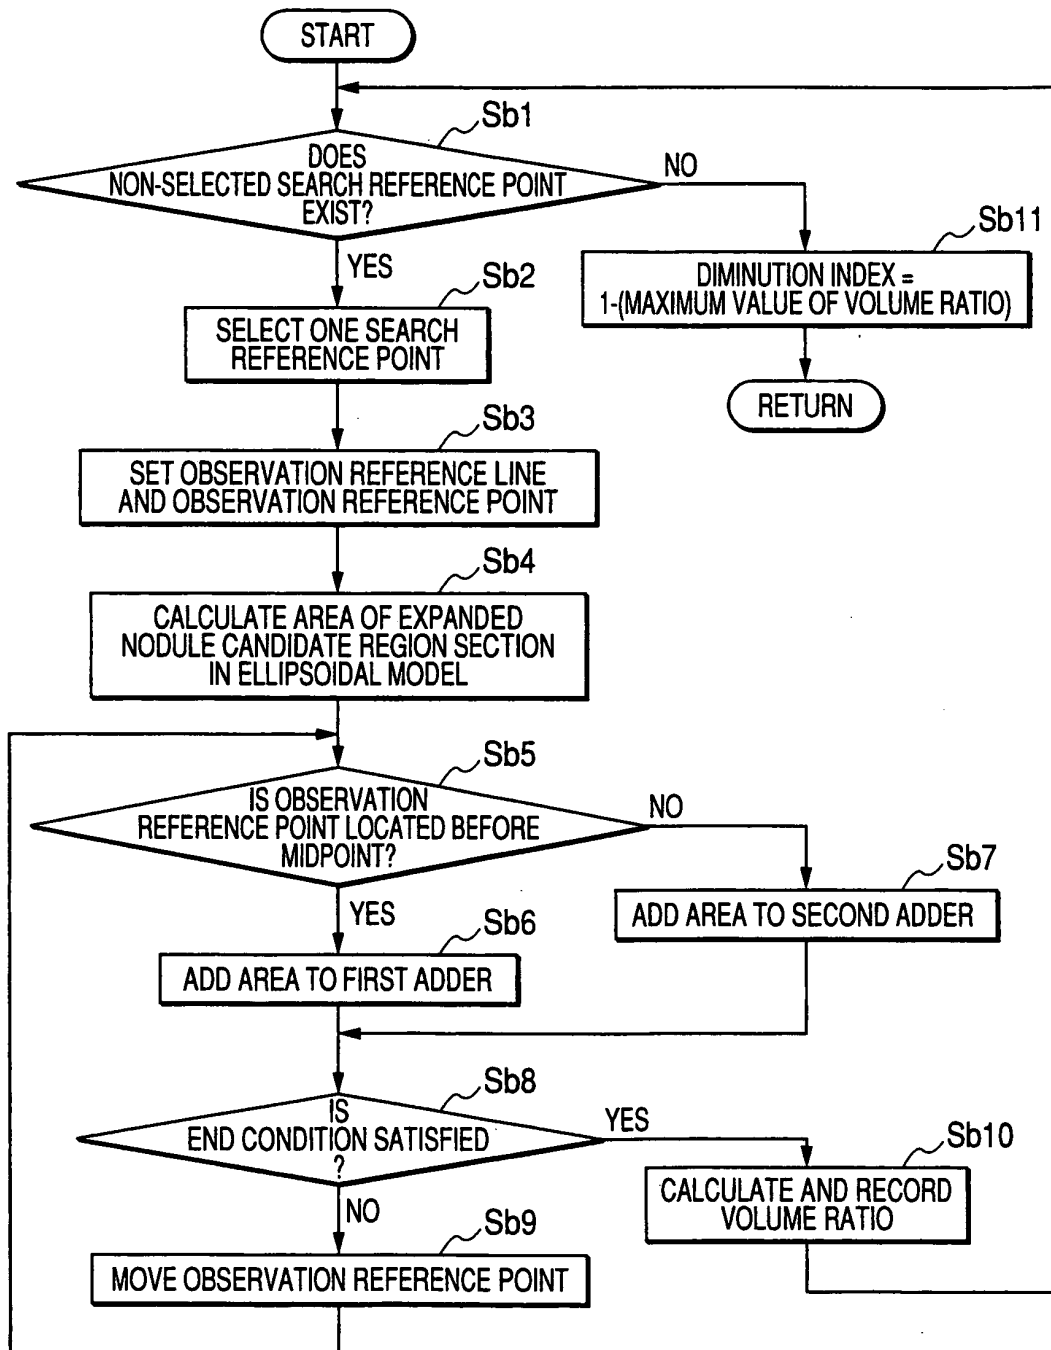 START
Sb1
DOES
NON-SELECTED SEARCH REFERENCE POINT
EXIST?
NO
YES
Sb11
DIMINUTION INDEX =
1-(MAXIMUM VALUE OF VOLUME RATIO)
RETURN
Sb2
SELECT ONE SEARCH
REFERENCE POINT
Sb3
SET OBSERVATION REFERENCE LINE
AND OBSERVATION REFERENCE POINT
Sb4
CALCULATE AREA OF EXPANDED
NODULE CANDIDATE REGION SECTION
IN ELLIPSOIDAL MODEL
Sb5
IS OBSERVATION
REFERENCE POINT LOCATED BEFORE
MIDPOINT?
NO
YES
Sb7
ADD AREA TO SECOND ADDER
Sb6
ADD AREA TO FIRST ADDER
Sb8
IS
END CONDITION SATISFIED
?
YES
NO
Sb10
CALCULATE AND RECORD
VOLUME RATIO
Sb9
MOVE OBSERVATION REFERENCE POINT